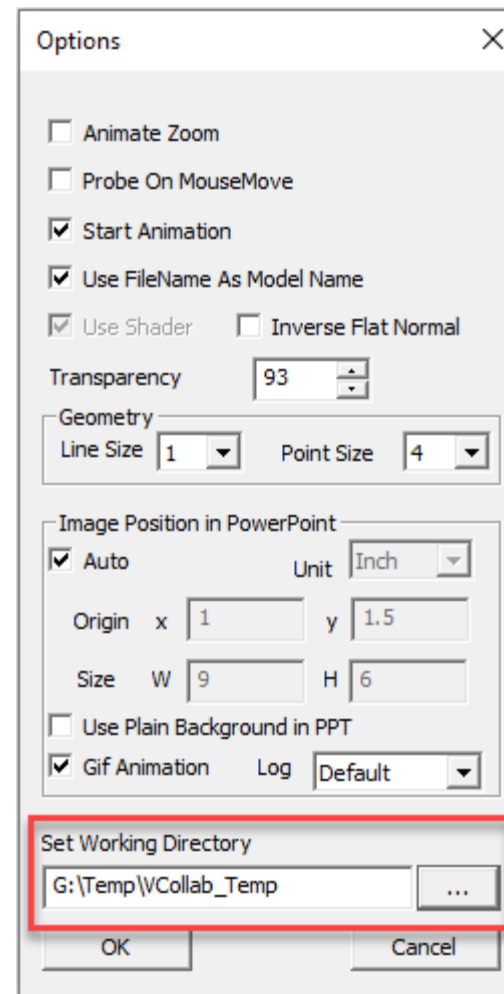 Options
Animate Zoom
Probe On MouseMove
Start Animation
Use FileName As Model Name
Use Shader Inverse Flat Normal
Transparency 93
Geometry
Line Size 1 Point Size 4
Image Position in PowerPoint
Auto Unit Inch
Origin x 1 y 1.5
Size W 9 H 6
Use Plain Background in PPT
Gif Animation Log Default
Set Working Directory
G:\Temp\VCollab_Temp ...
OK Cancel